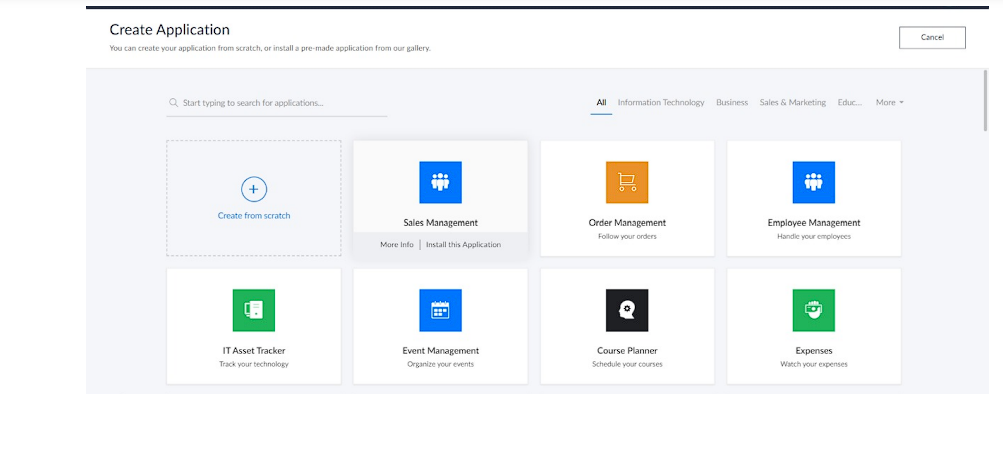 Create Application
You can create your application from scratch, or install a pre-made application from our gallery.
Cancel
Start typing to search for applications...
All Information Technology Business Sales & Marketing Educ... More
Create from scratch
Sales Management
More Info | Install this Application
Order Management
Follow your orders
Employee Management
Handle your employees
IT Asset Tracker
Track your technology
Event Management
Organize your events
Course Planner
Schedule your courses
Expenses
Watch your expenses